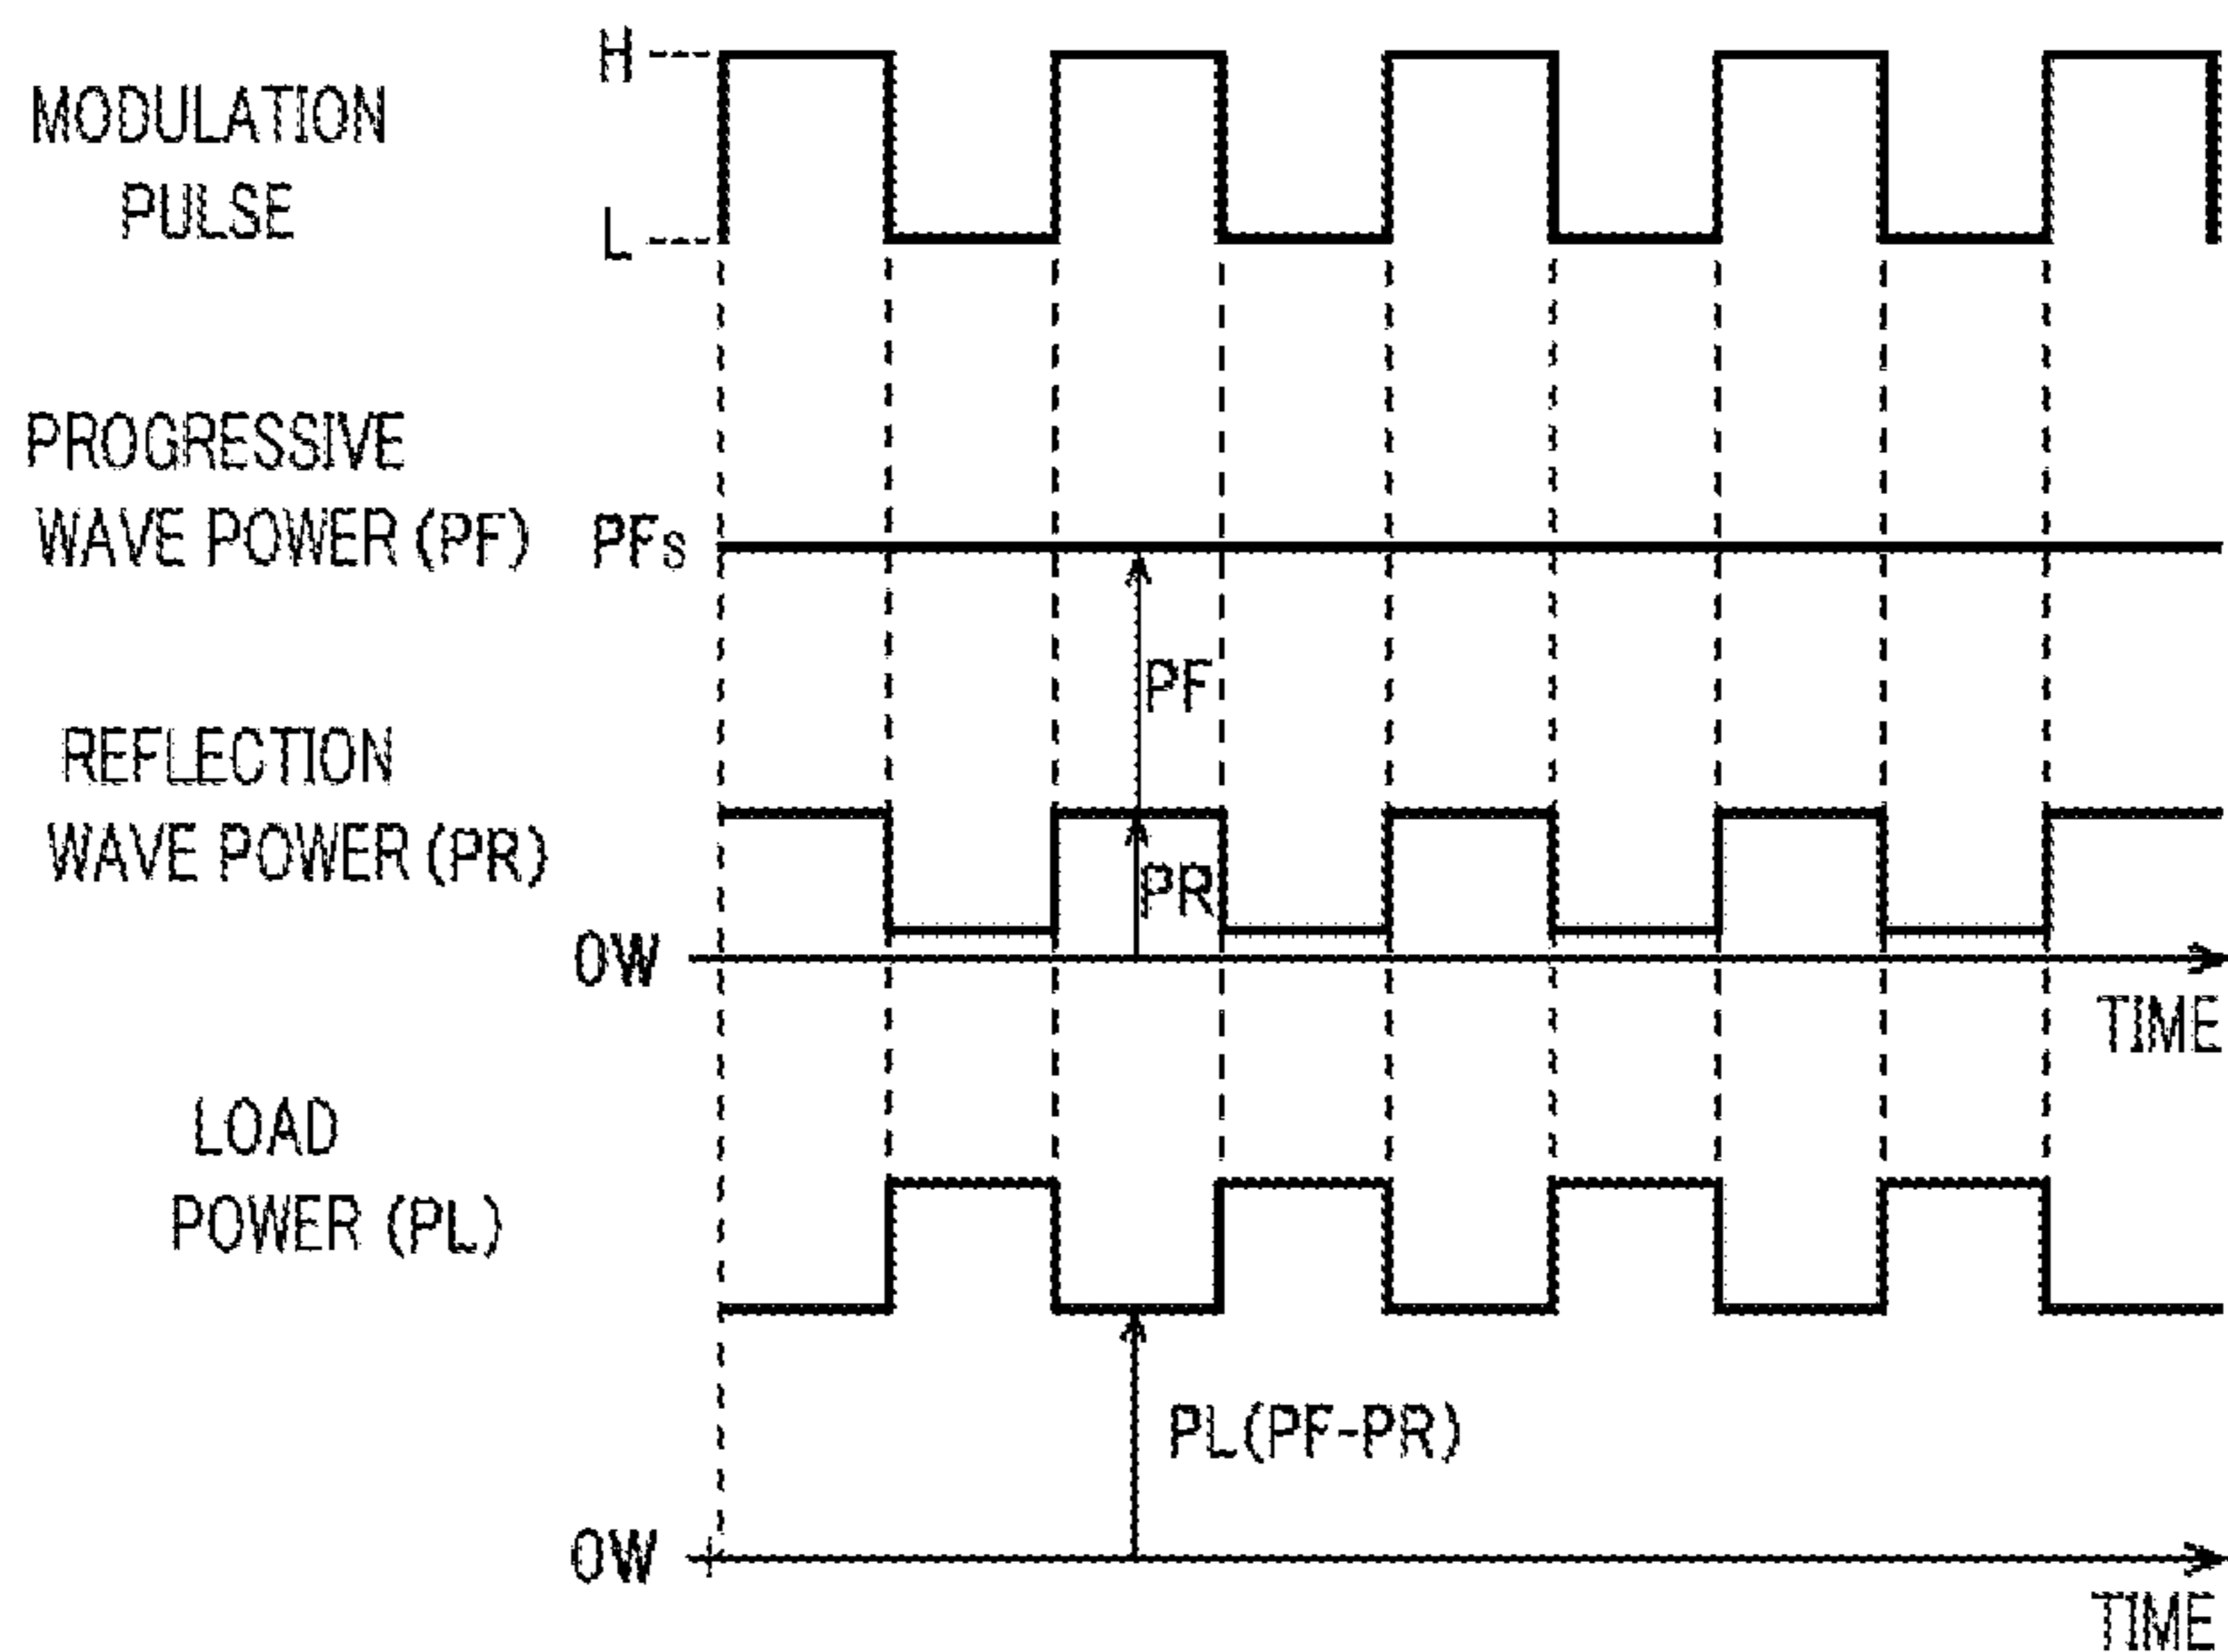 H
MODULATION
PULSE
L
PROGRESSIVE
WAVE POWER (PF)
PFs
PF
REFLECTION
WAVE POWER (PR)
PR
0W
TIME
LOAD
POWER (PL)
PL(PF-PR)
0W
TIME